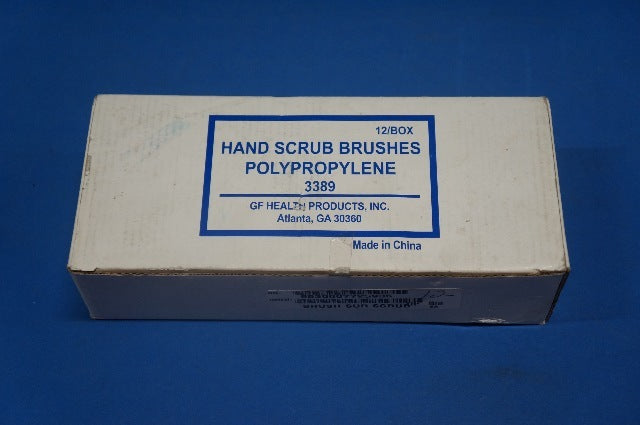 12/BOX
HAND SCRUB BRUSHES
POLYPROPYLENE
3389
GF HEALTH PRODUCTS, INC.
Atlanta, GA 30360
Made in China